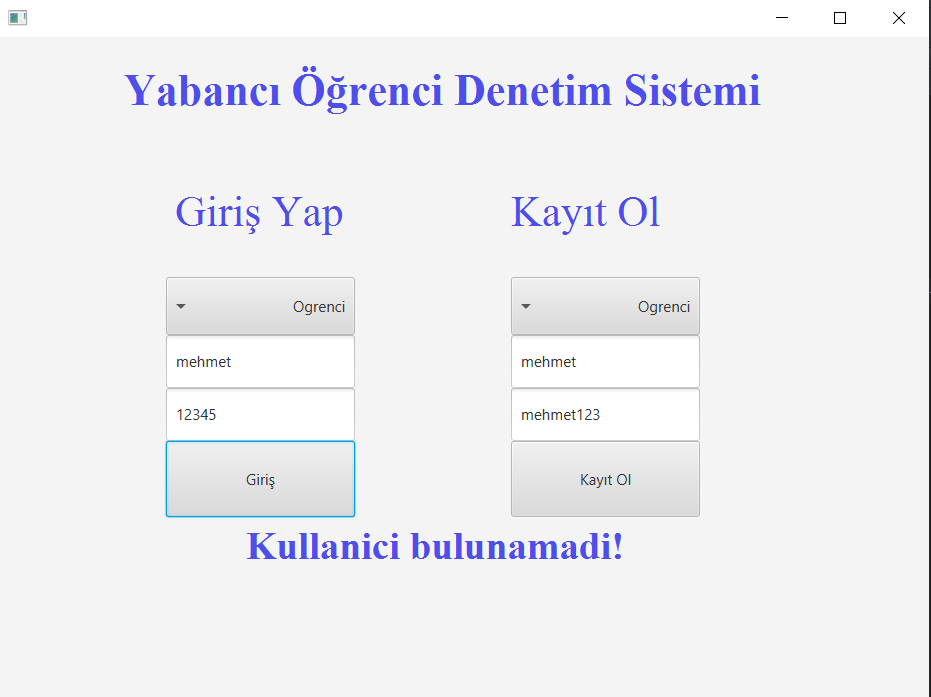 Yabancı Öğrenci Denetim Sistemi
Giriş Yap
Kayıt Ol
Ogrenci
Ogrenci
mehmet
mehmet
12345
mehmet123
Giriş
Kayıt Ol
Kullanici bulunamadi!